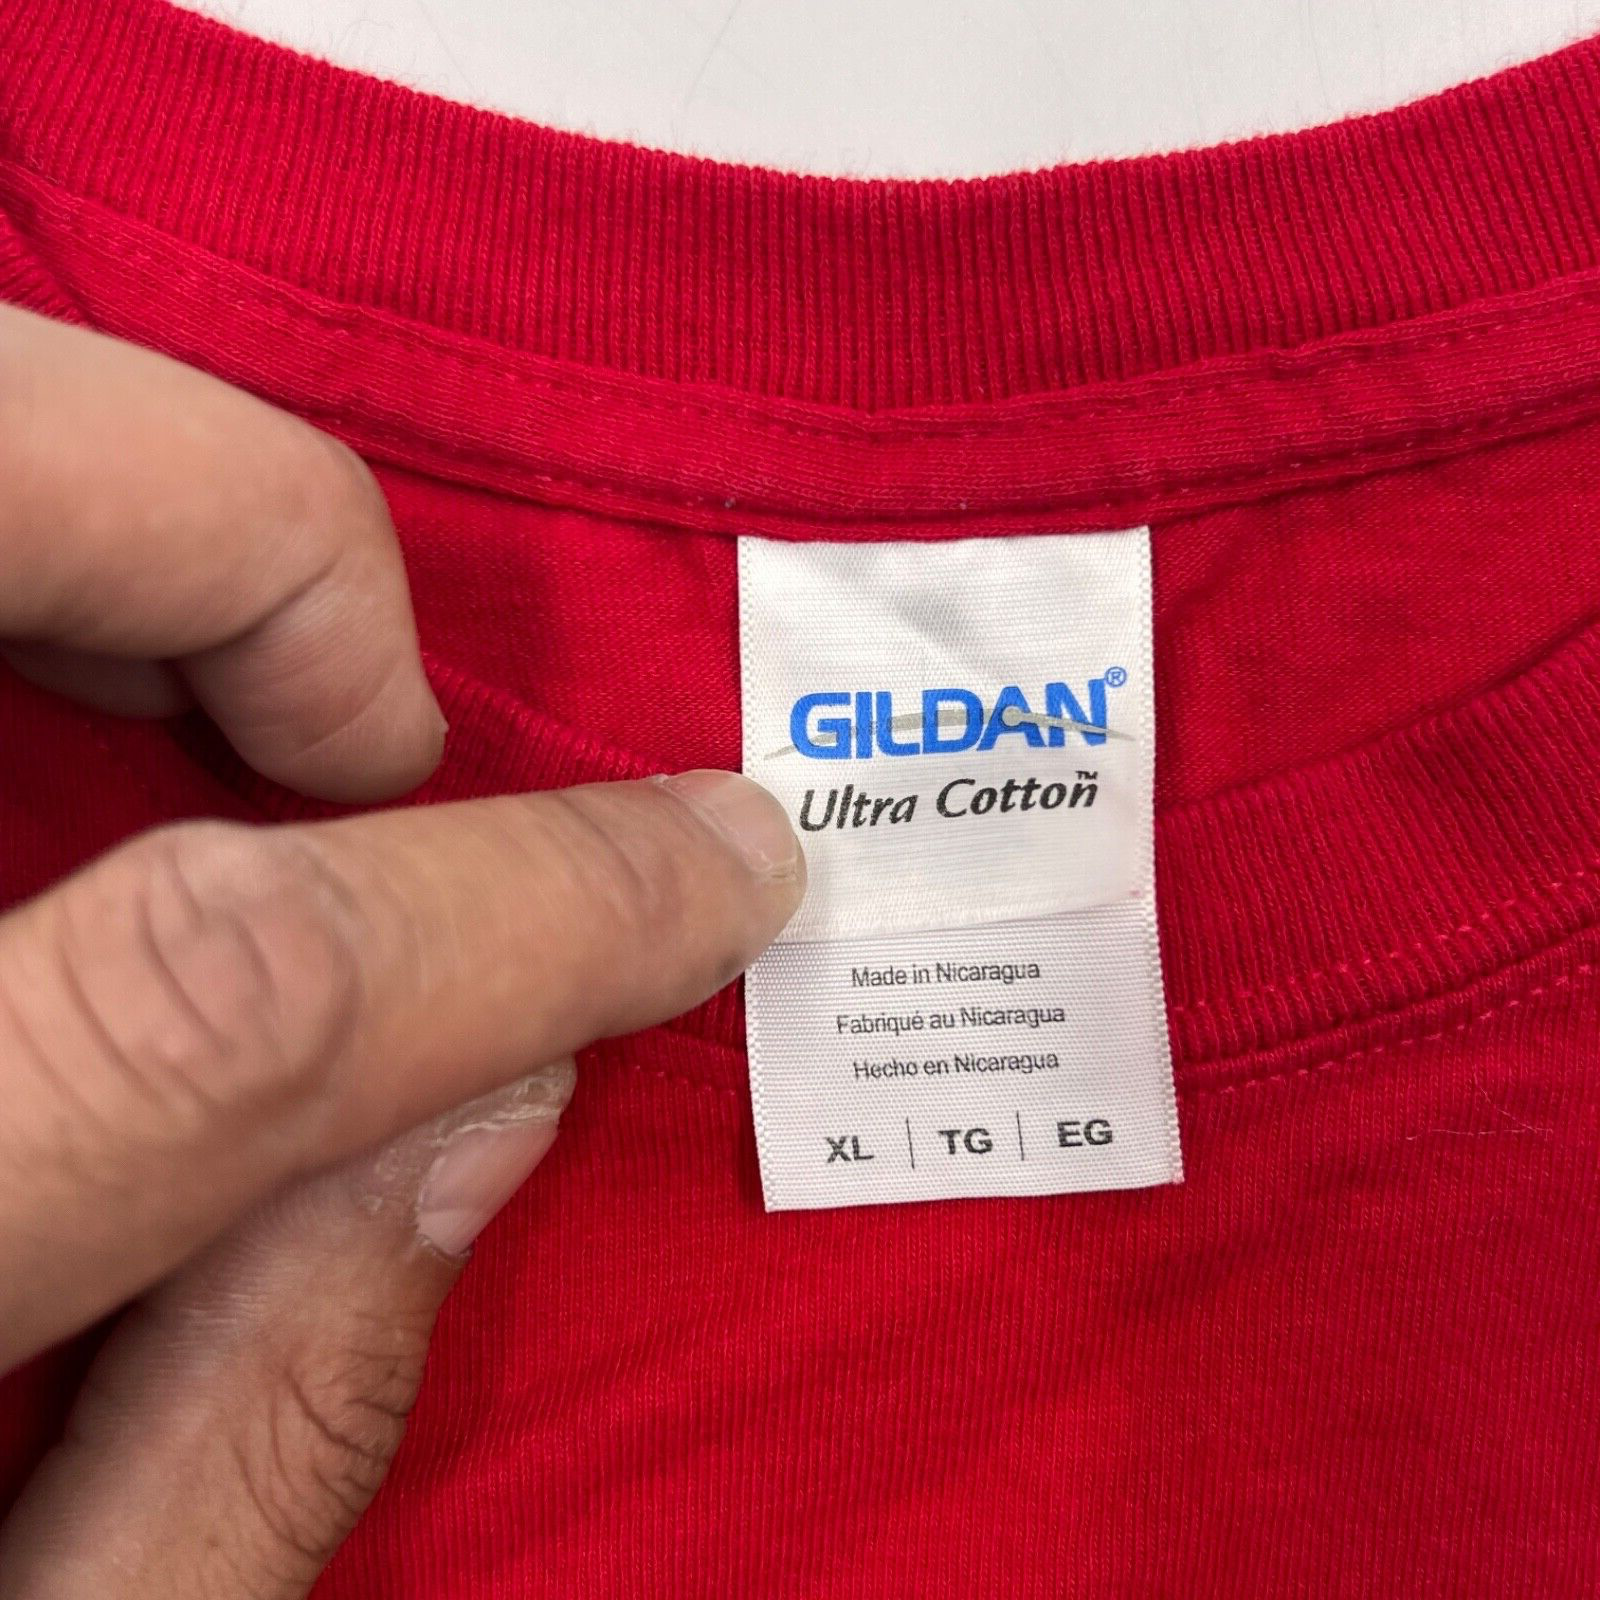 GILDAN®
Ultra Cotton™
Made in Nicaragua
Fabriqué au Nicaragua
Hecho en Nicaragua
XL | TG | EG